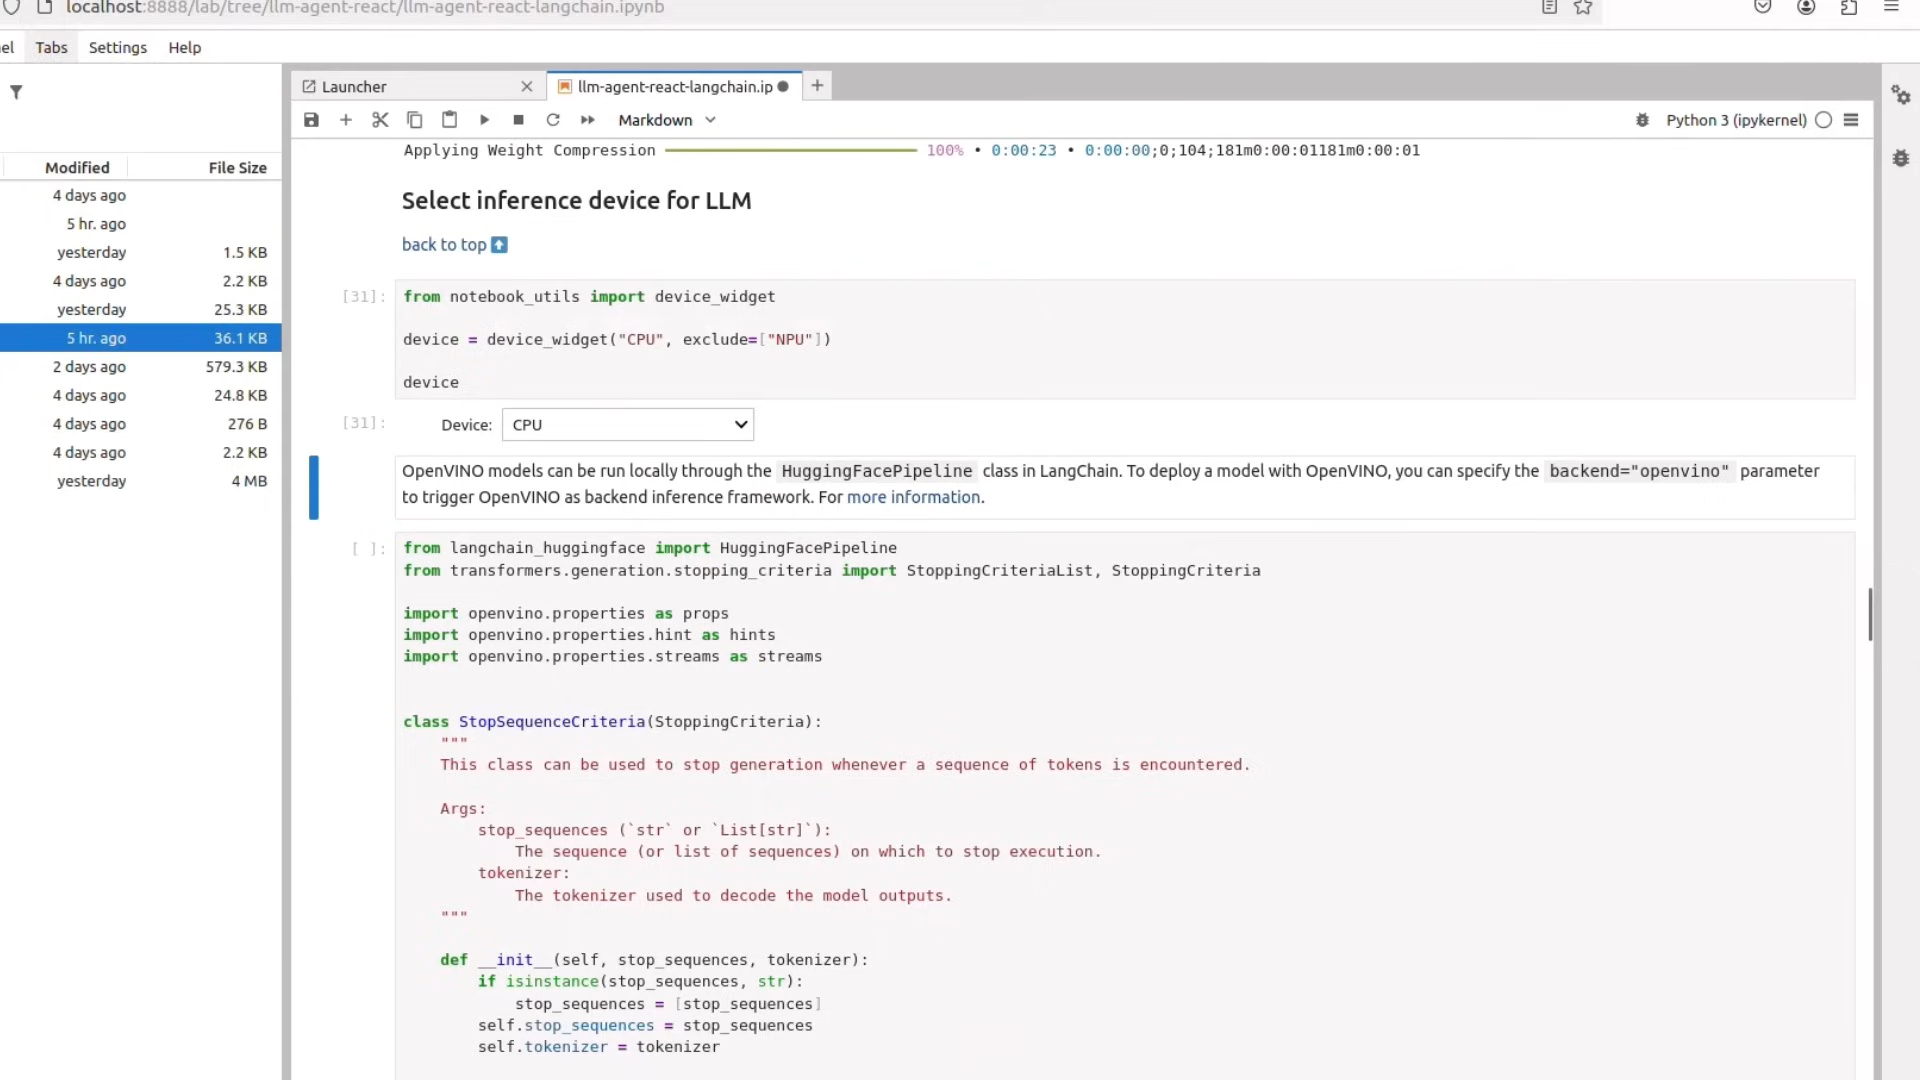 localhost:8888/lab/tree/llm-agent-react/llm-agent-react-langchain.ipynb
el Tabs Settings Help
Launcher
llm-agent-react-langchain.ip
Markdown
Python 3 (ipykernel)
Modified File Size
4 days ago
5 hr. ago
yesterday 1.5 KB
4 days ago 2.2 KB
yesterday 25.3 KB
5 hr. ago 36.1 KB
2 days ago 579.3 KB
4 days ago 24.8 KB
4 days ago 276 B
4 days ago 2.2 KB
yesterday 4 MB
Applying Weight Compression 100% • 0:00:23 • 0:00:00;0;104;181m0:00:01181m0:00:01
Select inference device for LLM
back to top
[31]: from notebook_utils import device_widget
device = device_widget("CPU", exclude=["NPU"])
device
[31]: Device: CPU
OpenVINO models can be run locally through the HuggingFacePipeline class in LangChain. To deploy a model with OpenVINO, you can specify the backend="openvino" parameter
to trigger OpenVINO as backend inference framework. For more information.
[ ]: from langchain_huggingface import HuggingFacePipeline
from transformers.generation.stopping_criteria import StoppingCriteriaList, StoppingCriteria
import openvino.properties as props
import openvino.properties.hint as hints
import openvino.properties.streams as streams
class StopSequenceCriteria(StoppingCriteria):
"""
This class can be used to stop generation whenever a sequence of tokens is encountered.
Args:
stop_sequences (`str` or `List[str]`):
The sequence (or list of sequences) on which to stop execution.
tokenizer:
The tokenizer used to decode the model outputs.
"""
def __init__(self, stop_sequences, tokenizer):
if isinstance(stop_sequences, str):
stop_sequences = [stop_sequences]
self.stop_sequences = stop_sequences
self.tokenizer = tokenizer